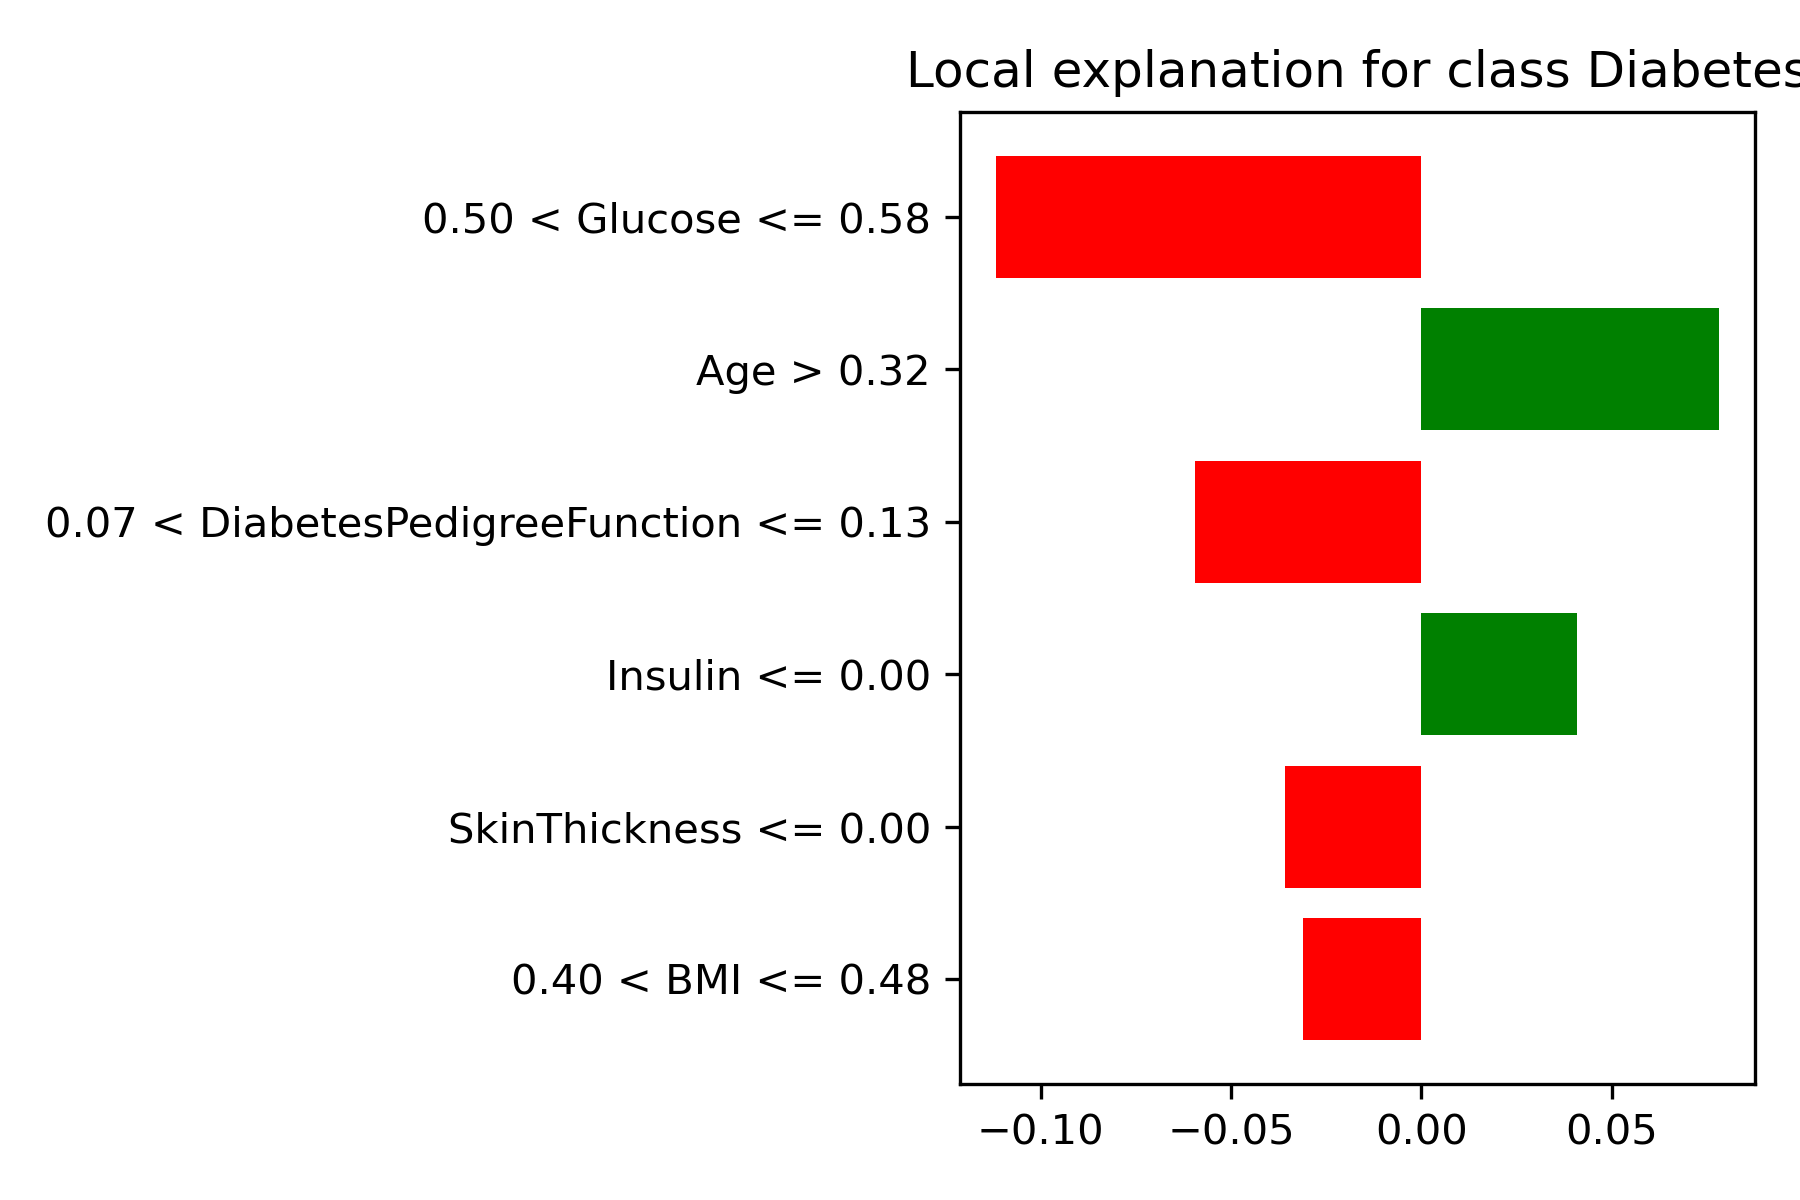 Local explanation for class Diabetes
0.50 < Glucose <= 0.58
Age > 0.32
0.07 < DiabetesPedigreeFunction <= 0.13
Insulin <= 0.00
SkinThickness <= 0.00
0.40 < BMI <= 0.48
−0.10 −0.05 0.00 0.05